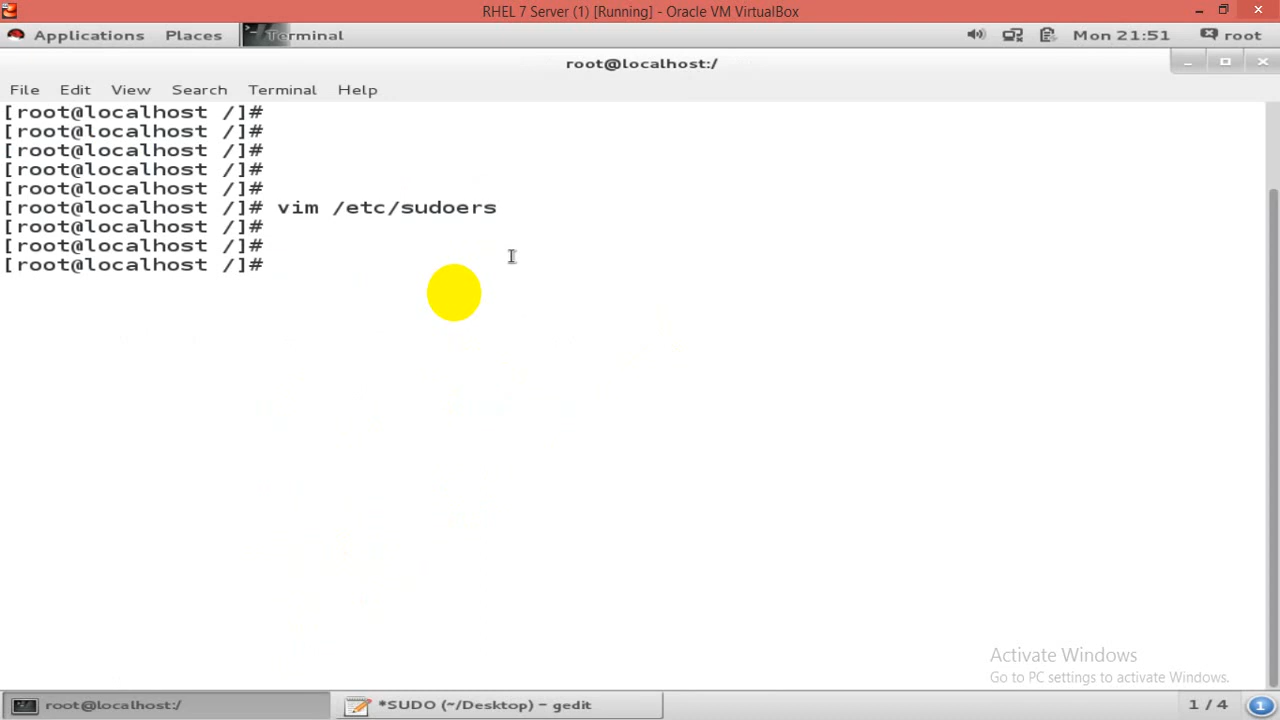 RHEL 7 Server (1) [Running] - Oracle VM VirtualBox
Applications Places Terminal Mon 21:51 root
root@localhost:/
File Edit View Search Terminal Help
[root@localhost /]#
[root@localhost /]#
[root@localhost /]#
[root@localhost /]#
[root@localhost /]#
[root@localhost /]# vim /etc/sudoers
[root@localhost /]#
[root@localhost /]#
[root@localhost /]#
Activate Windows
Go to PC settings to activate Windows.
root@localhost:/ *SUDO (~/Desktop) - gedit 1 / 4 1